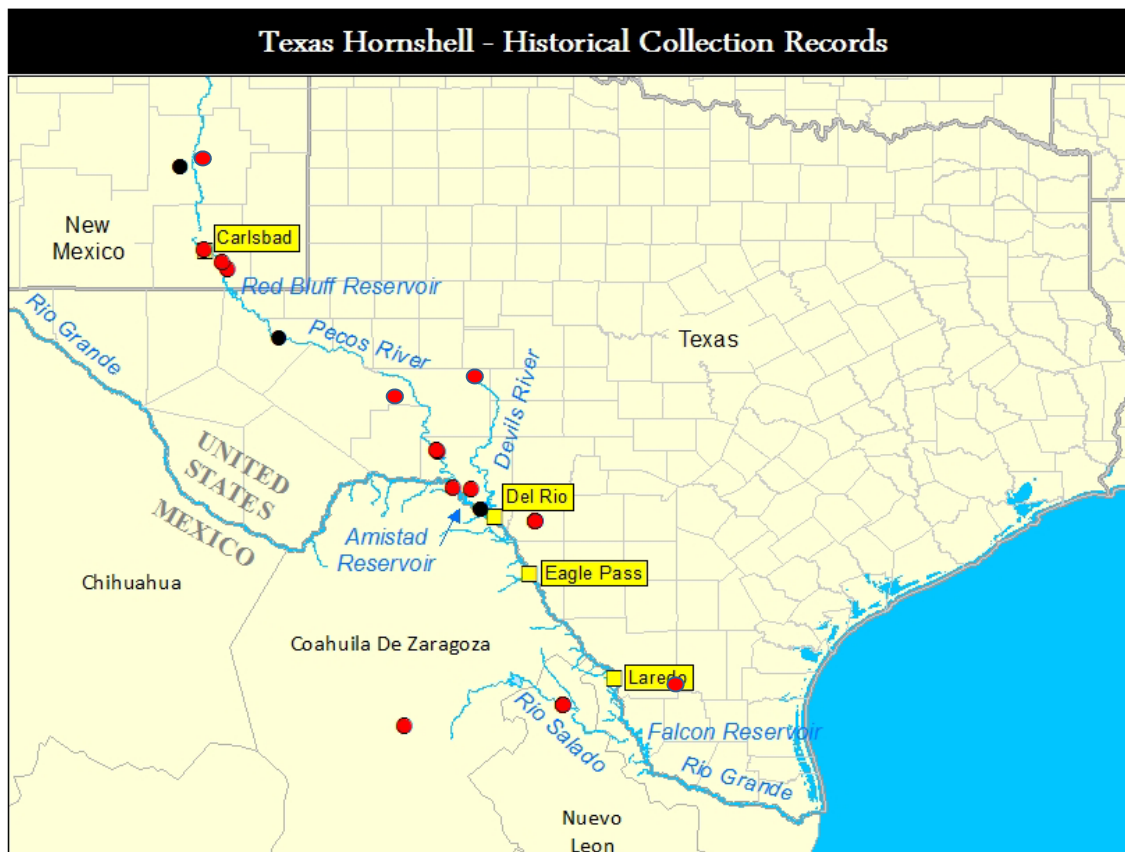 Texas Hornshell - Historical Collection Records
New
Mexico
Carlsbad
Red Bluff Reservoir
Rio Grande
Pecos River
Texas
Devils River
UNITED
STATES
MEXICO
Del Rio
Amistad
Reservoir
Eagle Pass
Chihuahua
Coahuila De Zaragoza
Laredo
Rio Salado
Falcon Reservoir
Rio Grande
Nuevo
Leon